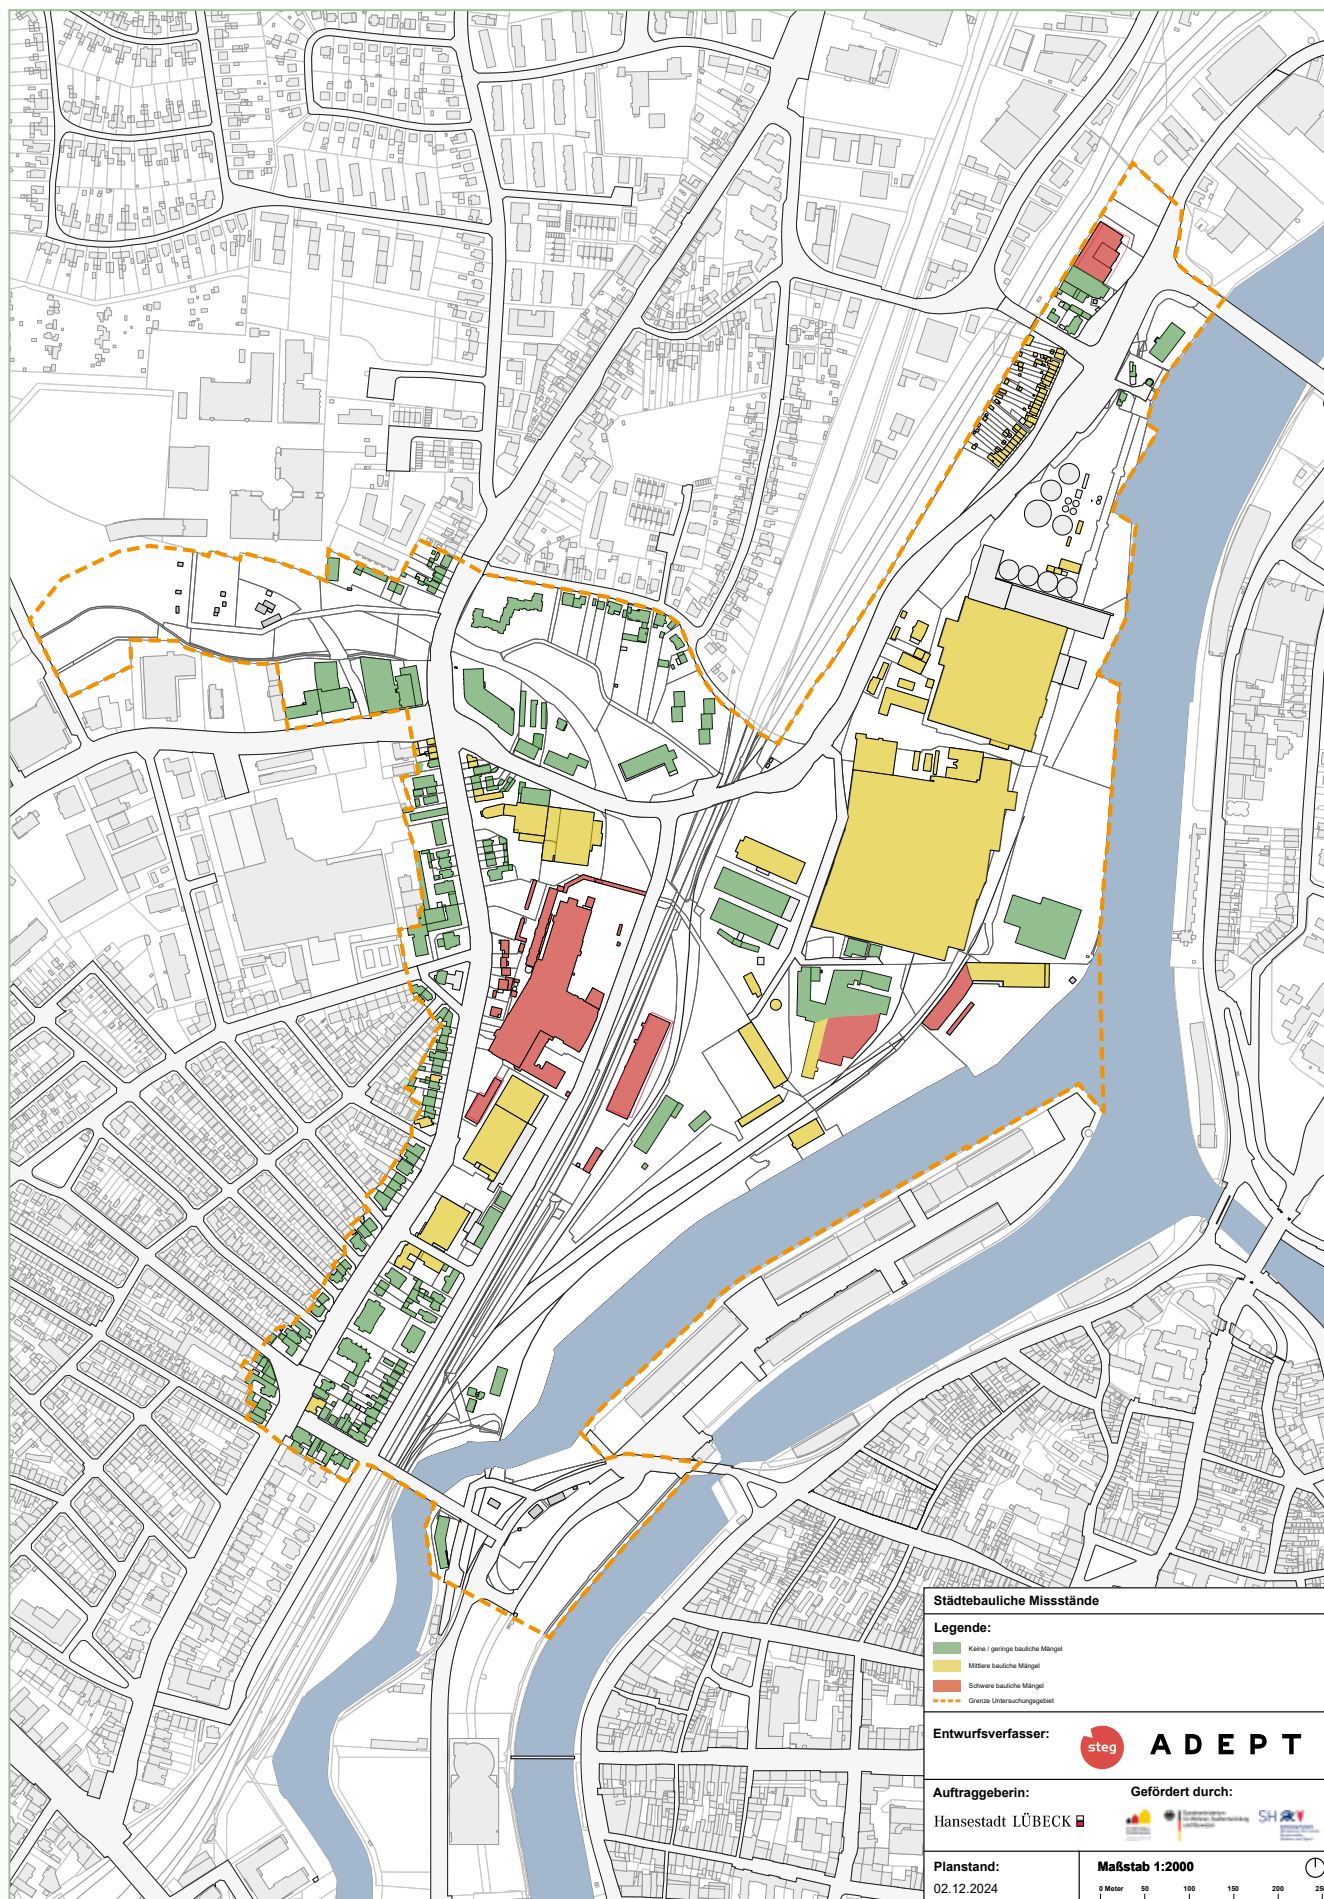 Städtebauliche Missstände
Legende:
Keine / geringe bauliche Mängel
Mittlere bauliche Mängel
Schwere bauliche Mängel
Grenze Untersuchungsgebiet
Entwurfsverfasser:
steg
ADEPT
Auftraggeberin:
Gefördert durch:
Hansestadt LÜBECK
SH
Planstand:
02.12.2024
Maßstab 1:2000
0 Meter 50 100 150 200